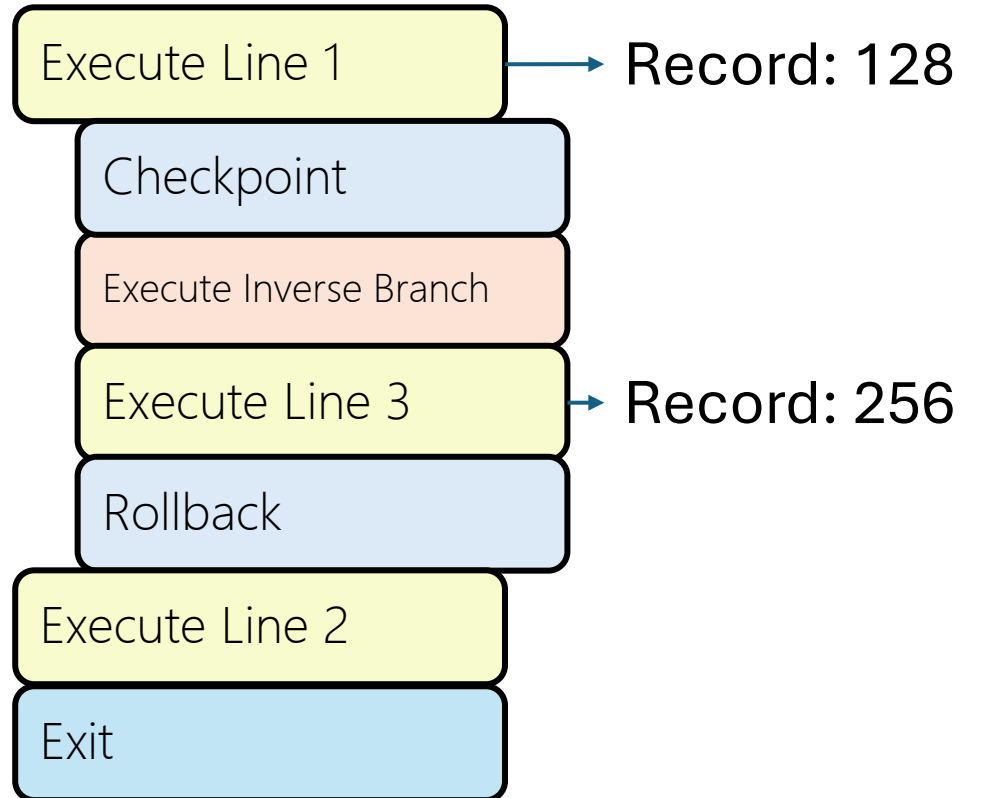 Execute Line 1
Record: 128
Checkpoint
Execute Inverse Branch
Execute Line 3
Record: 256
Rollback
Execute Line 2
Exit